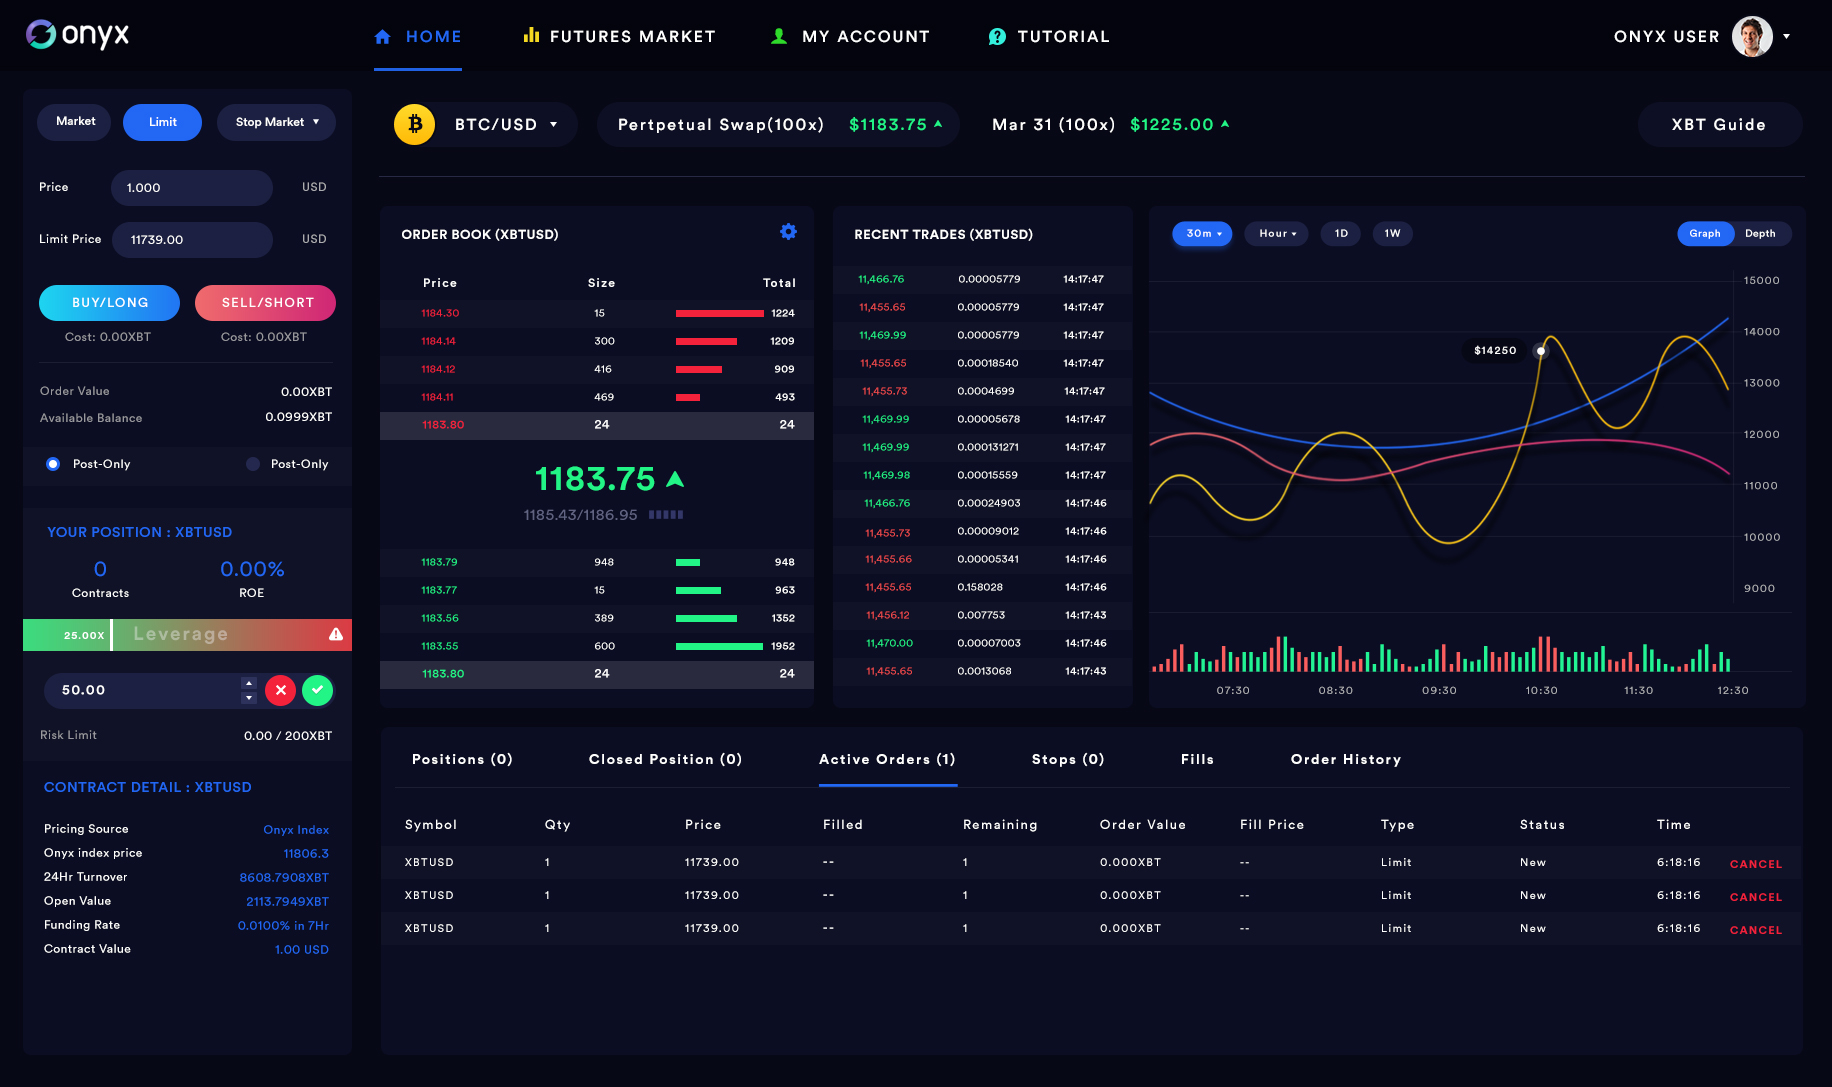 onyx
HOME
FUTURES MARKET
MY ACCOUNT
TUTORIAL
ONYX USER
Market
Limit
Stop Market
Price 1.000 USD
Limit Price 11739.00 USD
BUY/LONG
SELL/SHORT
Cost: 0.00XBT
Cost: 0.00XBT
Order Value 0.00XBT
Available Balance 0.0999XBT
Post-Only
Post-Only
YOUR POSITION : XBTUSD
0 0.00%
Contracts ROE
25.00X Leverage
50.00
Risk Limit 0.00 / 200XBT
CONTRACT DETAIL : XBTUSD
Pricing Source Onyx Index
Onyx index price 11806.3
24Hr Turnover 8608.7908XBT
Open Value 2113.7949XBT
Funding Rate 0.0100% in 7Hr
Contract Value 1.00 USD
BTC/USD
Pertpetual Swap(100x) $1183.75
Mar 31 (100x) $1225.00
XBT Guide
ORDER BOOK (XBTUSD)
Price Size Total
1184.30 15 1224
1184.14 300 1209
1184.12 416 909
1184.11 469 493
1183.80 24 24
1183.75
1185.43/1186.95
1183.79 948 948
1183.77 15 963
1183.56 389 1352
1183.55 600 1952
1183.80 24 24
RECENT TRADES (XBTUSD)
11,466.76 0.00005779 14:17:47
11,455.65 0.00005779 14:17:47
11,469.99 0.00005779 14:17:47
11,455.65 0.00018540 14:17:47
11,455.73 0.0004699 14:17:47
11,469.99 0.00005678 14:17:47
11,469.99 0.000131271 14:17:47
11,469.98 0.00015559 14:17:47
11,466.76 0.00024903 14:17:46
11,455.73 0.00009012 14:17:46
11,455.66 0.00005341 14:17:46
11,455.65 0.158028 14:17:46
11,456.12 0.007753 14:17:43
11,470.00 0.00007003 14:17:46
11,455.65 0.0013068 14:17:43
30m
Hour
1D
1W
Graph
Depth
15000
14000
$14250
13000
12000
11000
10000
9000
07:30 08:30 09:30 10:30 11:30 12:30
Positions (0)
Closed Position (0)
Active Orders (1)
Stops (0)
Fills
Order History
Symbol Qty Price Filled Remaining Order Value Fill Price Type Status Time
XBTUSD 1 11739.00 -- 1 0.000XBT -- Limit New 6:18:16 CANCEL
XBTUSD 1 11739.00 -- 1 0.000XBT -- Limit New 6:18:16 CANCEL
XBTUSD 1 11739.00 -- 1 0.000XBT -- Limit New 6:18:16 CANCEL